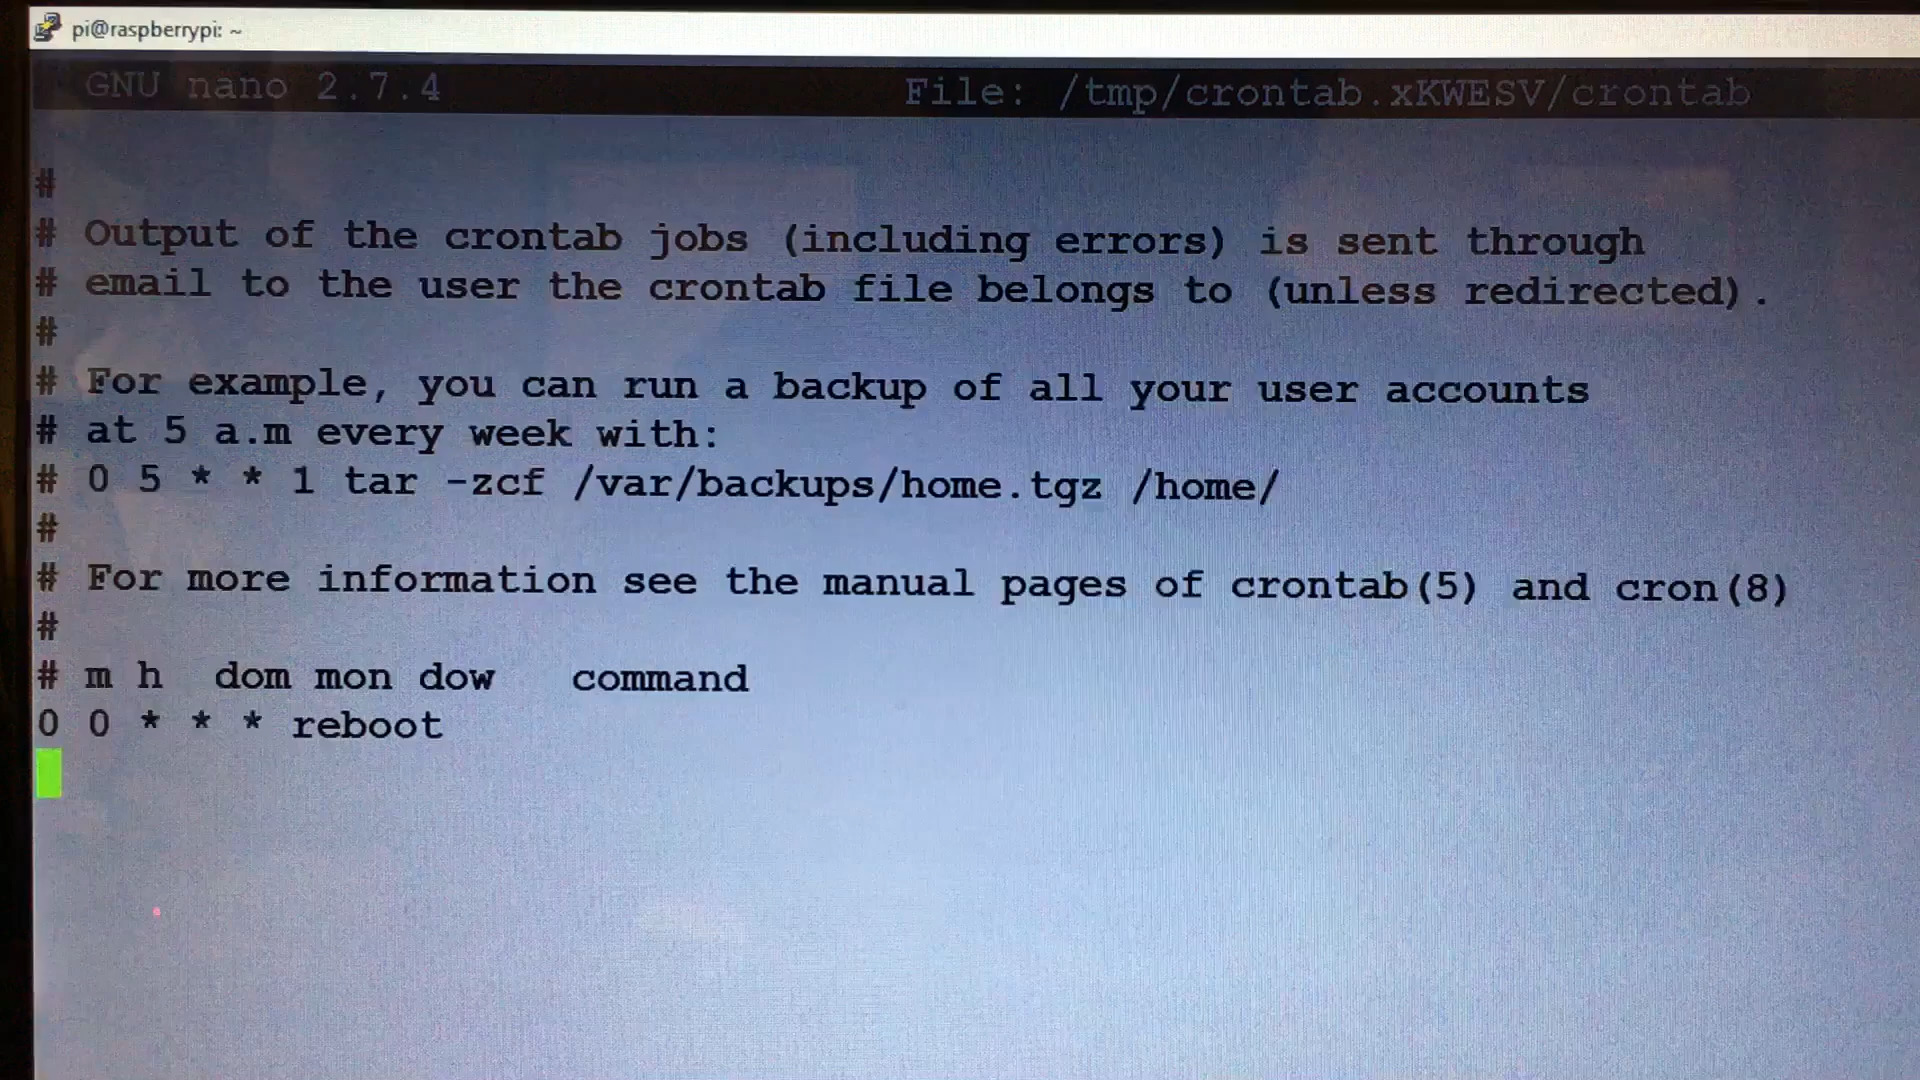 pi@raspberrypi: ~
GNU nano 2.7.4 File: /tmp/crontab.xKWESV/crontab
#
# Output of the crontab jobs (including errors) is sent through
# email to the user the crontab file belongs to (unless redirected).
#
# For example, you can run a backup of all your user accounts
# at 5 a.m every week with:
# 0 5 * * 1 tar -zcf /var/backups/home.tgz /home/
#
# For more information see the manual pages of crontab(5) and cron(8)
#
# m h  dom mon dow   command
0 0 * * * reboot